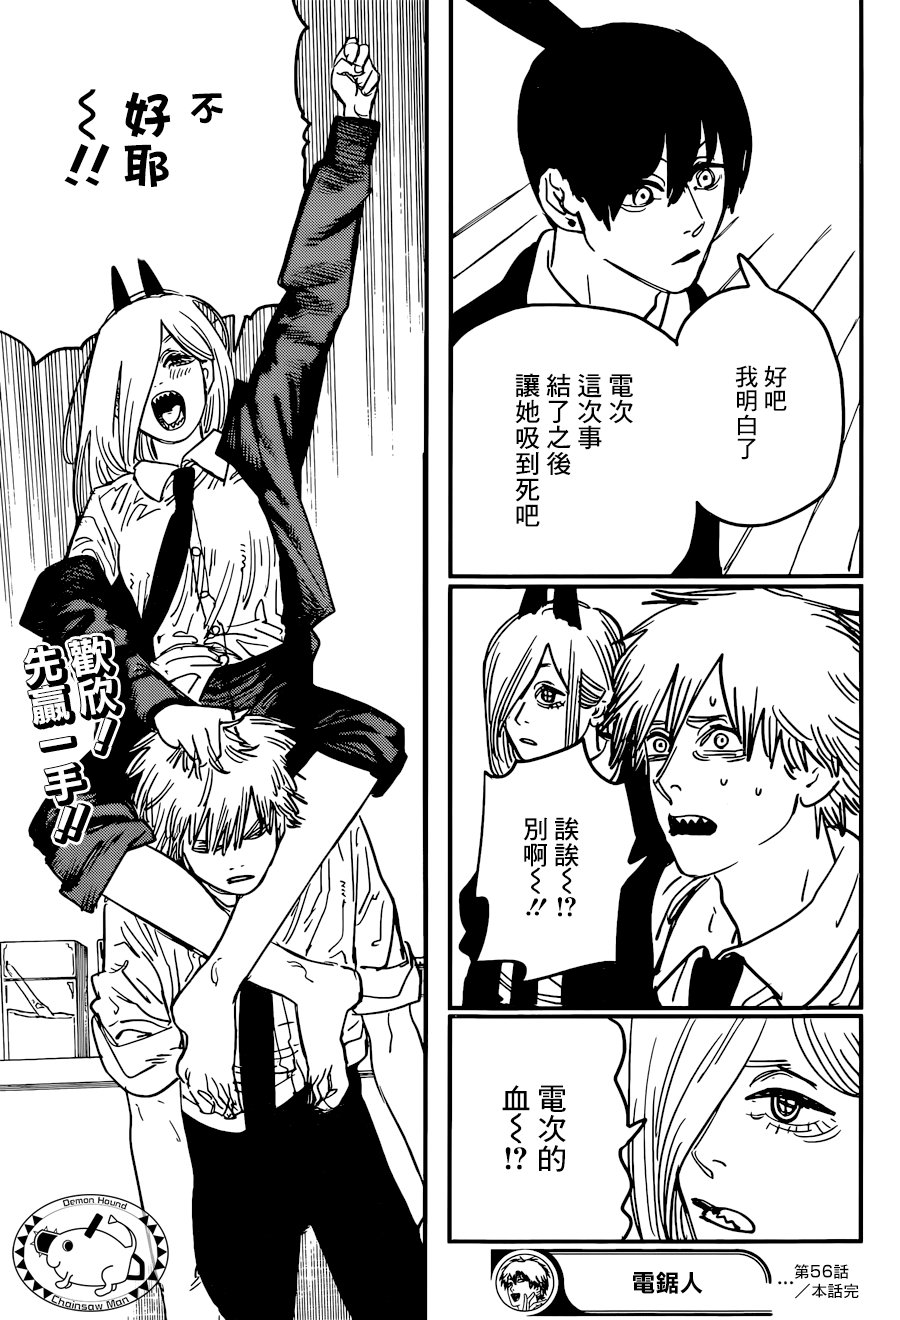 好吧
我明白了
電次
這次事
結了之後
讓她吸到死吧
誒誒～!?
別啊～!!
電次的
血～!?
不
好耶
～!!
歡欣！
先贏一手!!
Demon Hound
Chainsaw Man
電鋸人
…第56話
／本話完